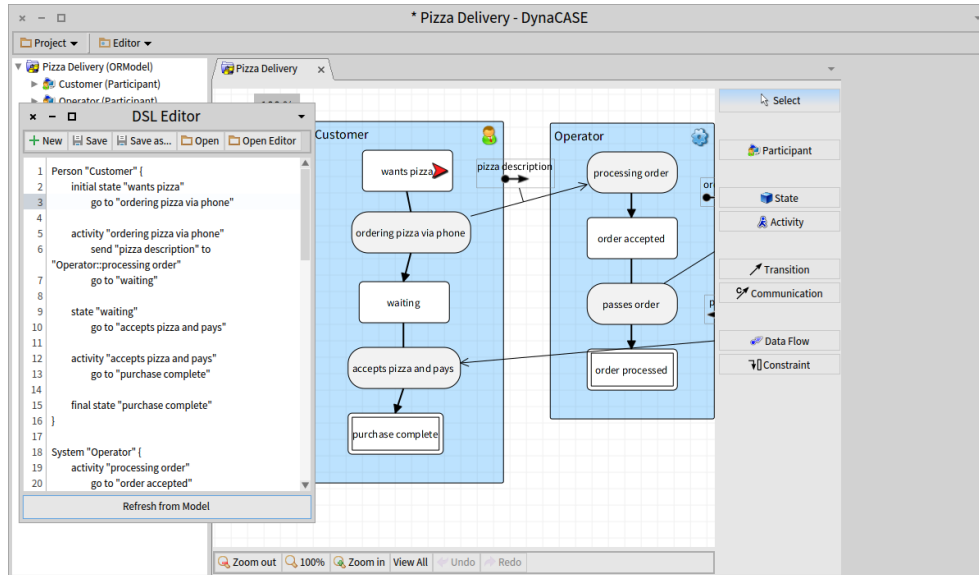 * Pizza Delivery - DynaCASE
Project
Editor
Pizza Delivery (ORModel)
Customer (Participant)
Operator (Participant)
Pizza Delivery x
DSL Editor
New
Save
Save as...
Open
Open Editor
1 Person "Customer" {
2 initial state "wants pizza"
3 go to "ordering pizza via phone"
4
5 activity "ordering pizza via phone"
6 send "pizza description" to
"Operator::processing order"
7 go to "waiting"
8
9 state "waiting"
10 go to "accepts pizza and pays"
11
12 activity "accepts pizza and pays"
13 go to "purchase complete"
14
15 final state "purchase complete"
16 }
17
18 System "Operator" {
19 activity "processing order"
20 go to "order accepted"
Refresh from Model
Customer
wants pizza
ordering pizza via phone
waiting
accepts pizza and pays
purchase complete
pizza description
Operator
processing order
order accepted
passes order
order processed
Select
Participant
State
Activity
Transition
Communication
Data Flow
Constraint
Zoom out
100%
Zoom in
View All
Undo
Redo